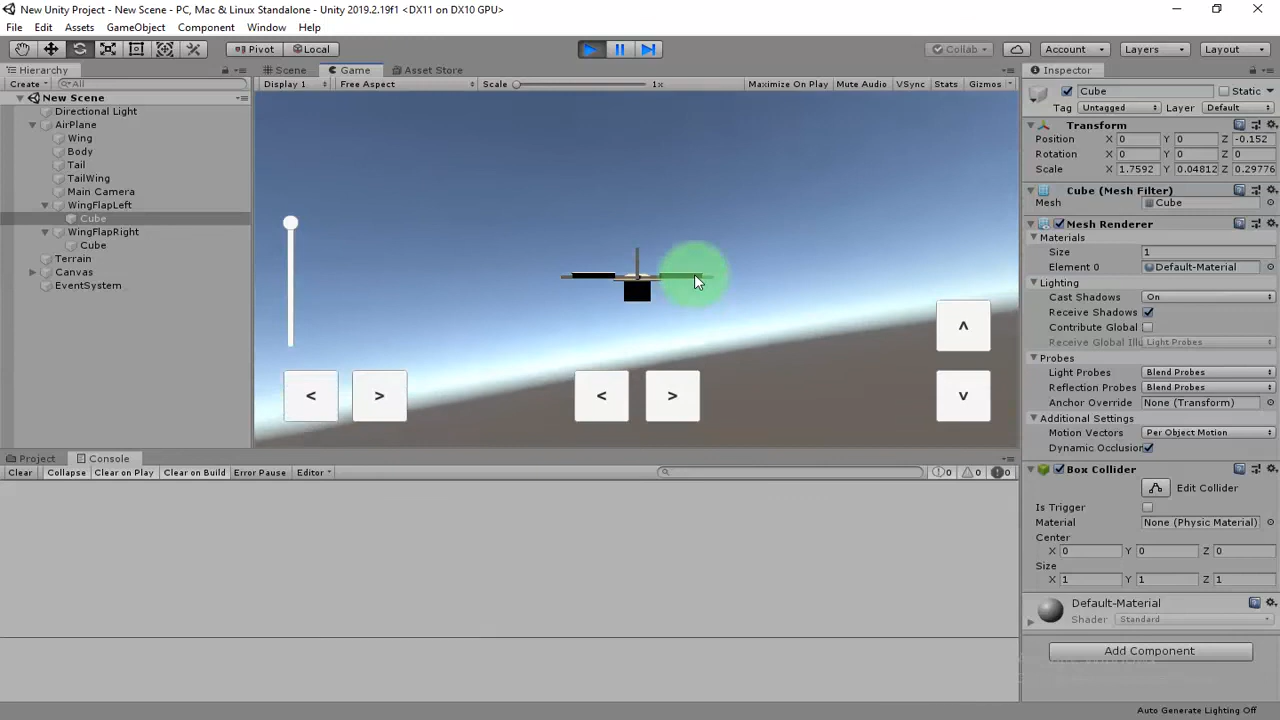 New Unity Project - New Scene - PC, Mac & Linux Standalone - Unity 2019.2.19f1 <DX11 on DX10 GPU>
File Edit Assets GameObject Component Window Help
Pivot Local Collab Account Layers Layout
Hierarchy Scene Game Asset Store Inspector
Create All Display 1 Free Aspect Scale 1x Maximize On Play Mute Audio VSync Stats Gizmos
New Scene
Directional Light
AirPlane
Wing
Body
Tail
TailWing
Main Camera
WingFlapLeft
Cube
WingFlapRight
Cube
Terrain
Canvas
EventSystem
^
< > < > v
Cube Static
Tag Untagged Layer Default
Transform
Position X 0 Y 0 Z -0.152
Rotation X 0 Y 0 Z 0
Scale X 1.7592 Y 0.04812 Z 0.29776
Cube (Mesh Filter)
Mesh Cube
Mesh Renderer
Materials
Size 1
Element 0 Default-Material
Lighting
Cast Shadows On
Receive Shadows
Contribute Global
Receive Global Illu Light Probes
Probes
Light Probes Blend Probes
Reflection Probes Blend Probes
Anchor Override None (Transform)
Additional Settings
Motion Vectors Per Object Motion
Dynamic Occlusion
Box Collider
Edit Collider
Is Trigger
Material None (Physic Material)
Center
X 0 Y 0 Z 0
Size
X 1 Y 1 Z 1
Default-Material
Shader Standard
Add Component
Project Console
Clear Collapse Clear on Play Clear on Build Error Pause Editor 0 0 0
Auto Generate Lighting Off